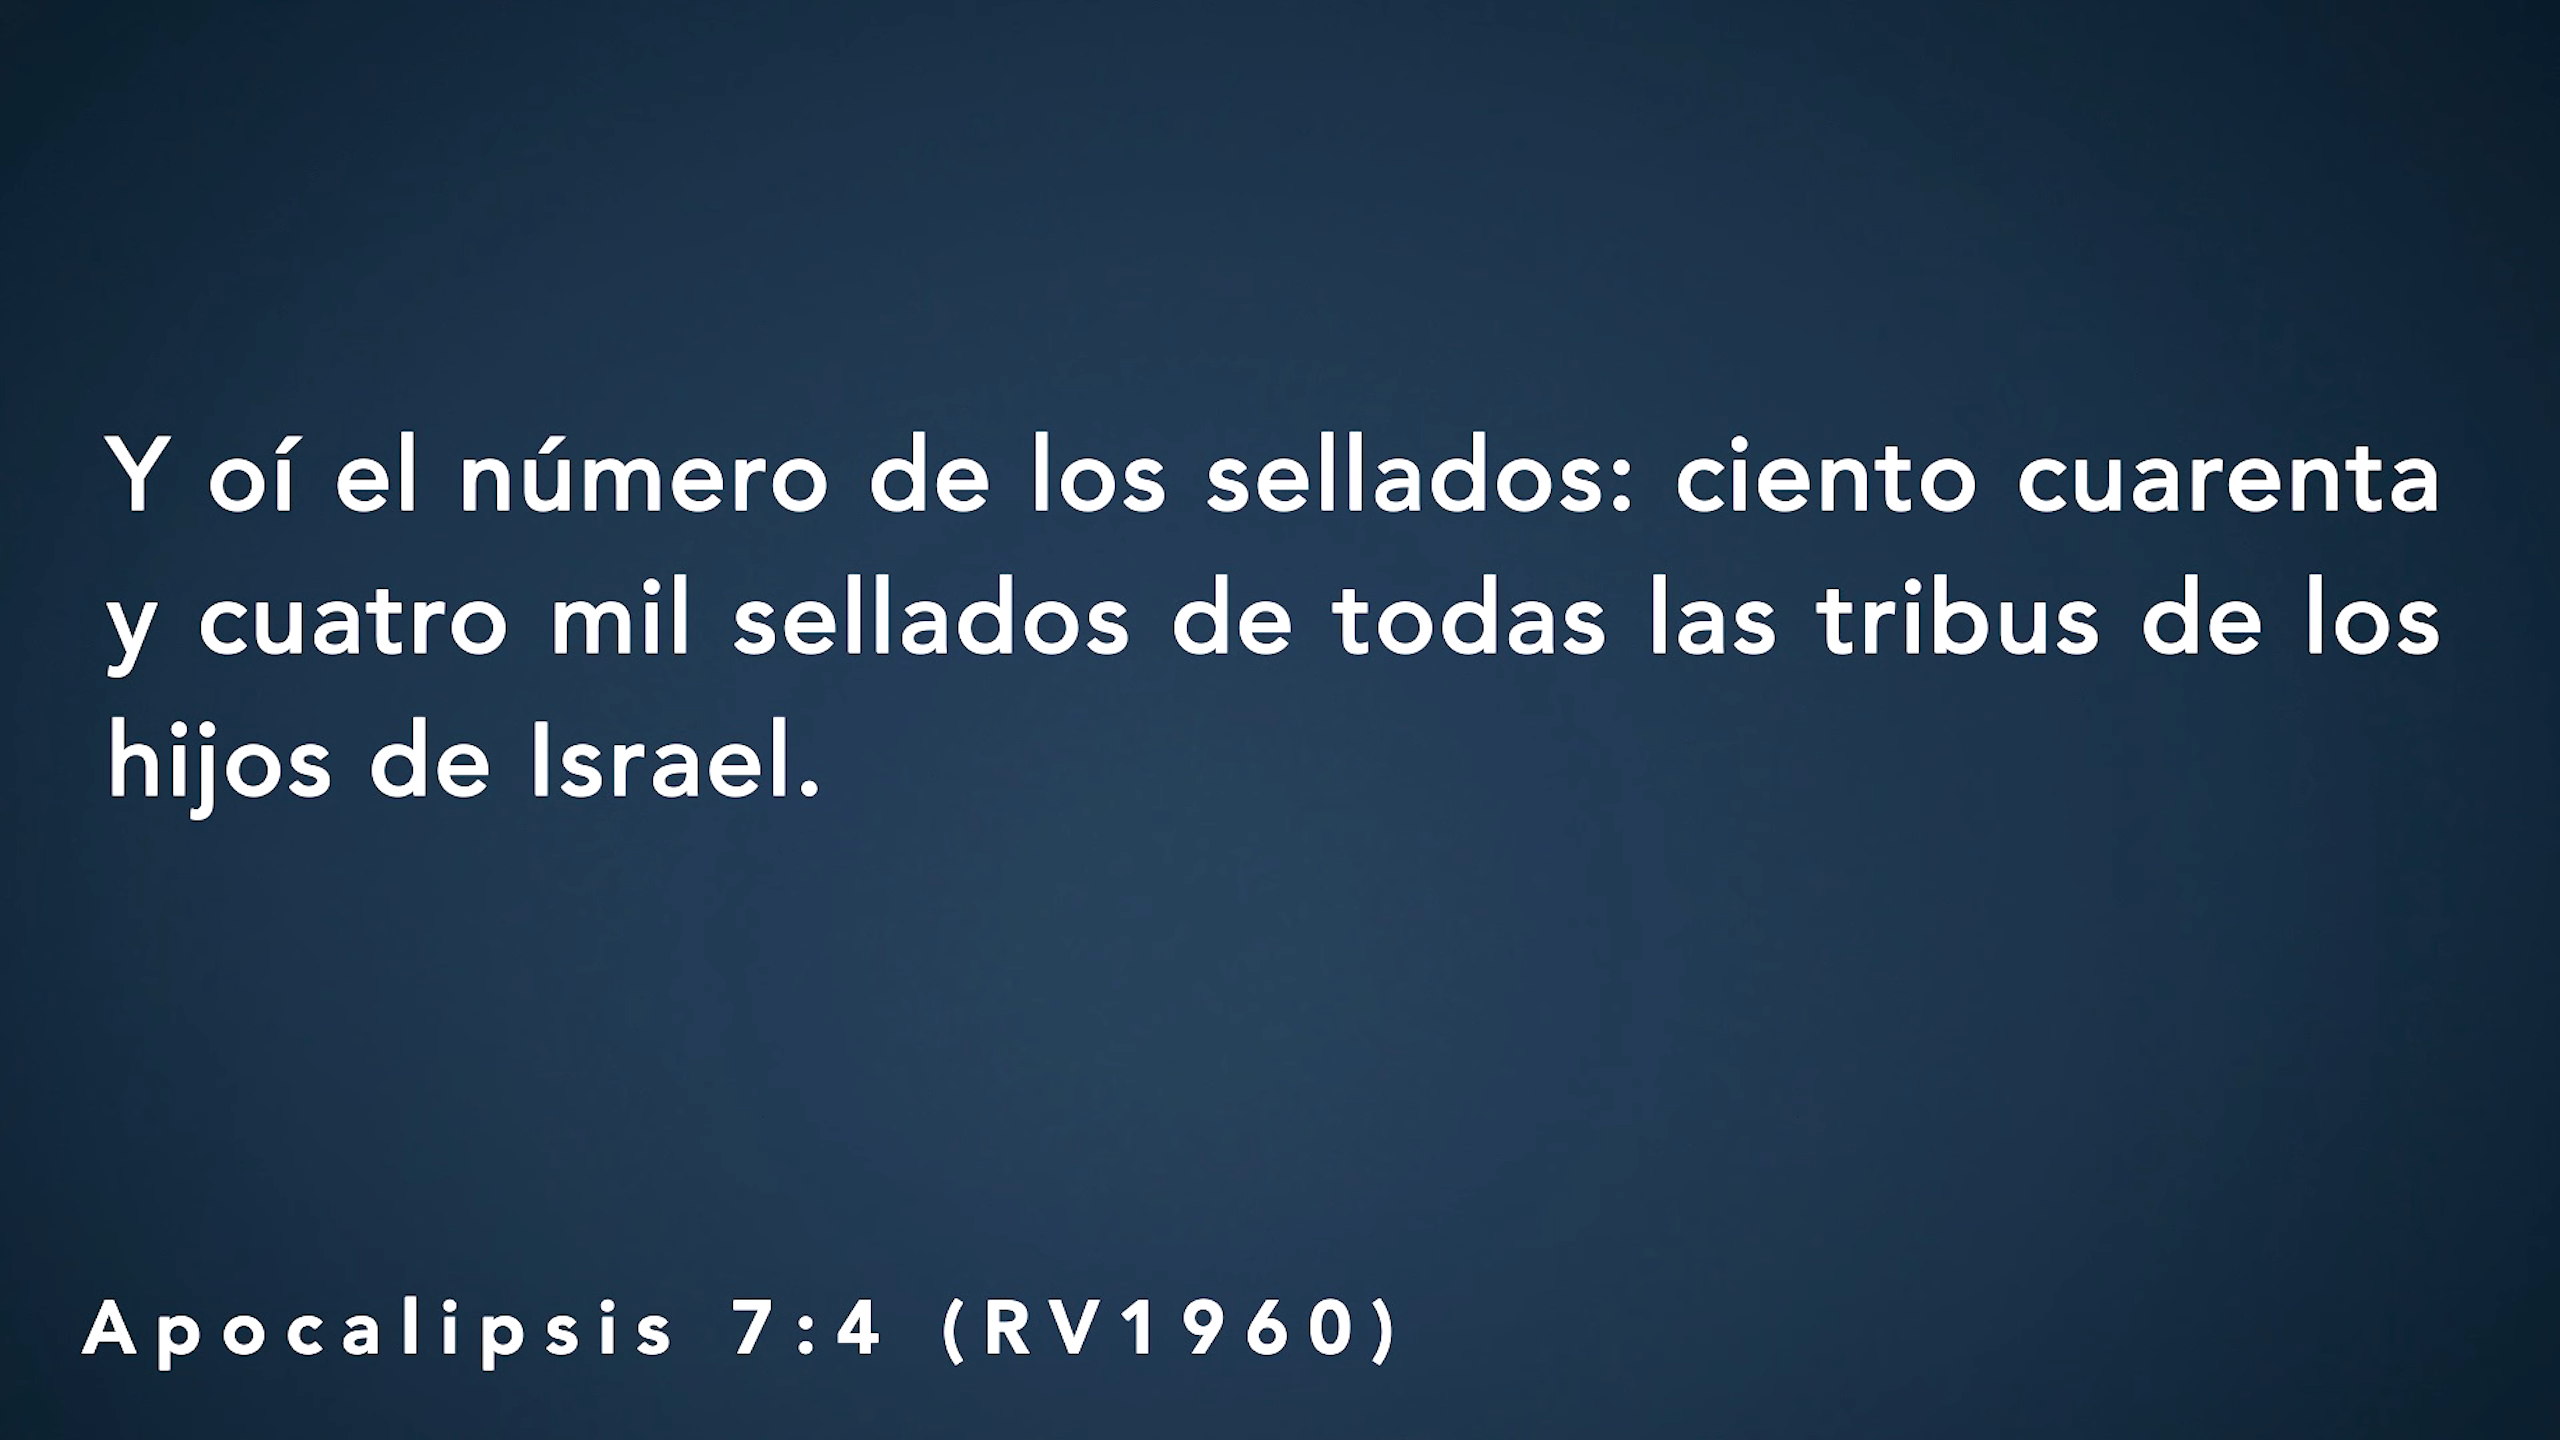 Y oí el número de los sellados: ciento cuarenta
y cuatro mil sellados de todas las tribus de los
hijos de Israel.
Apocalipsis 7:4 (RV1960)